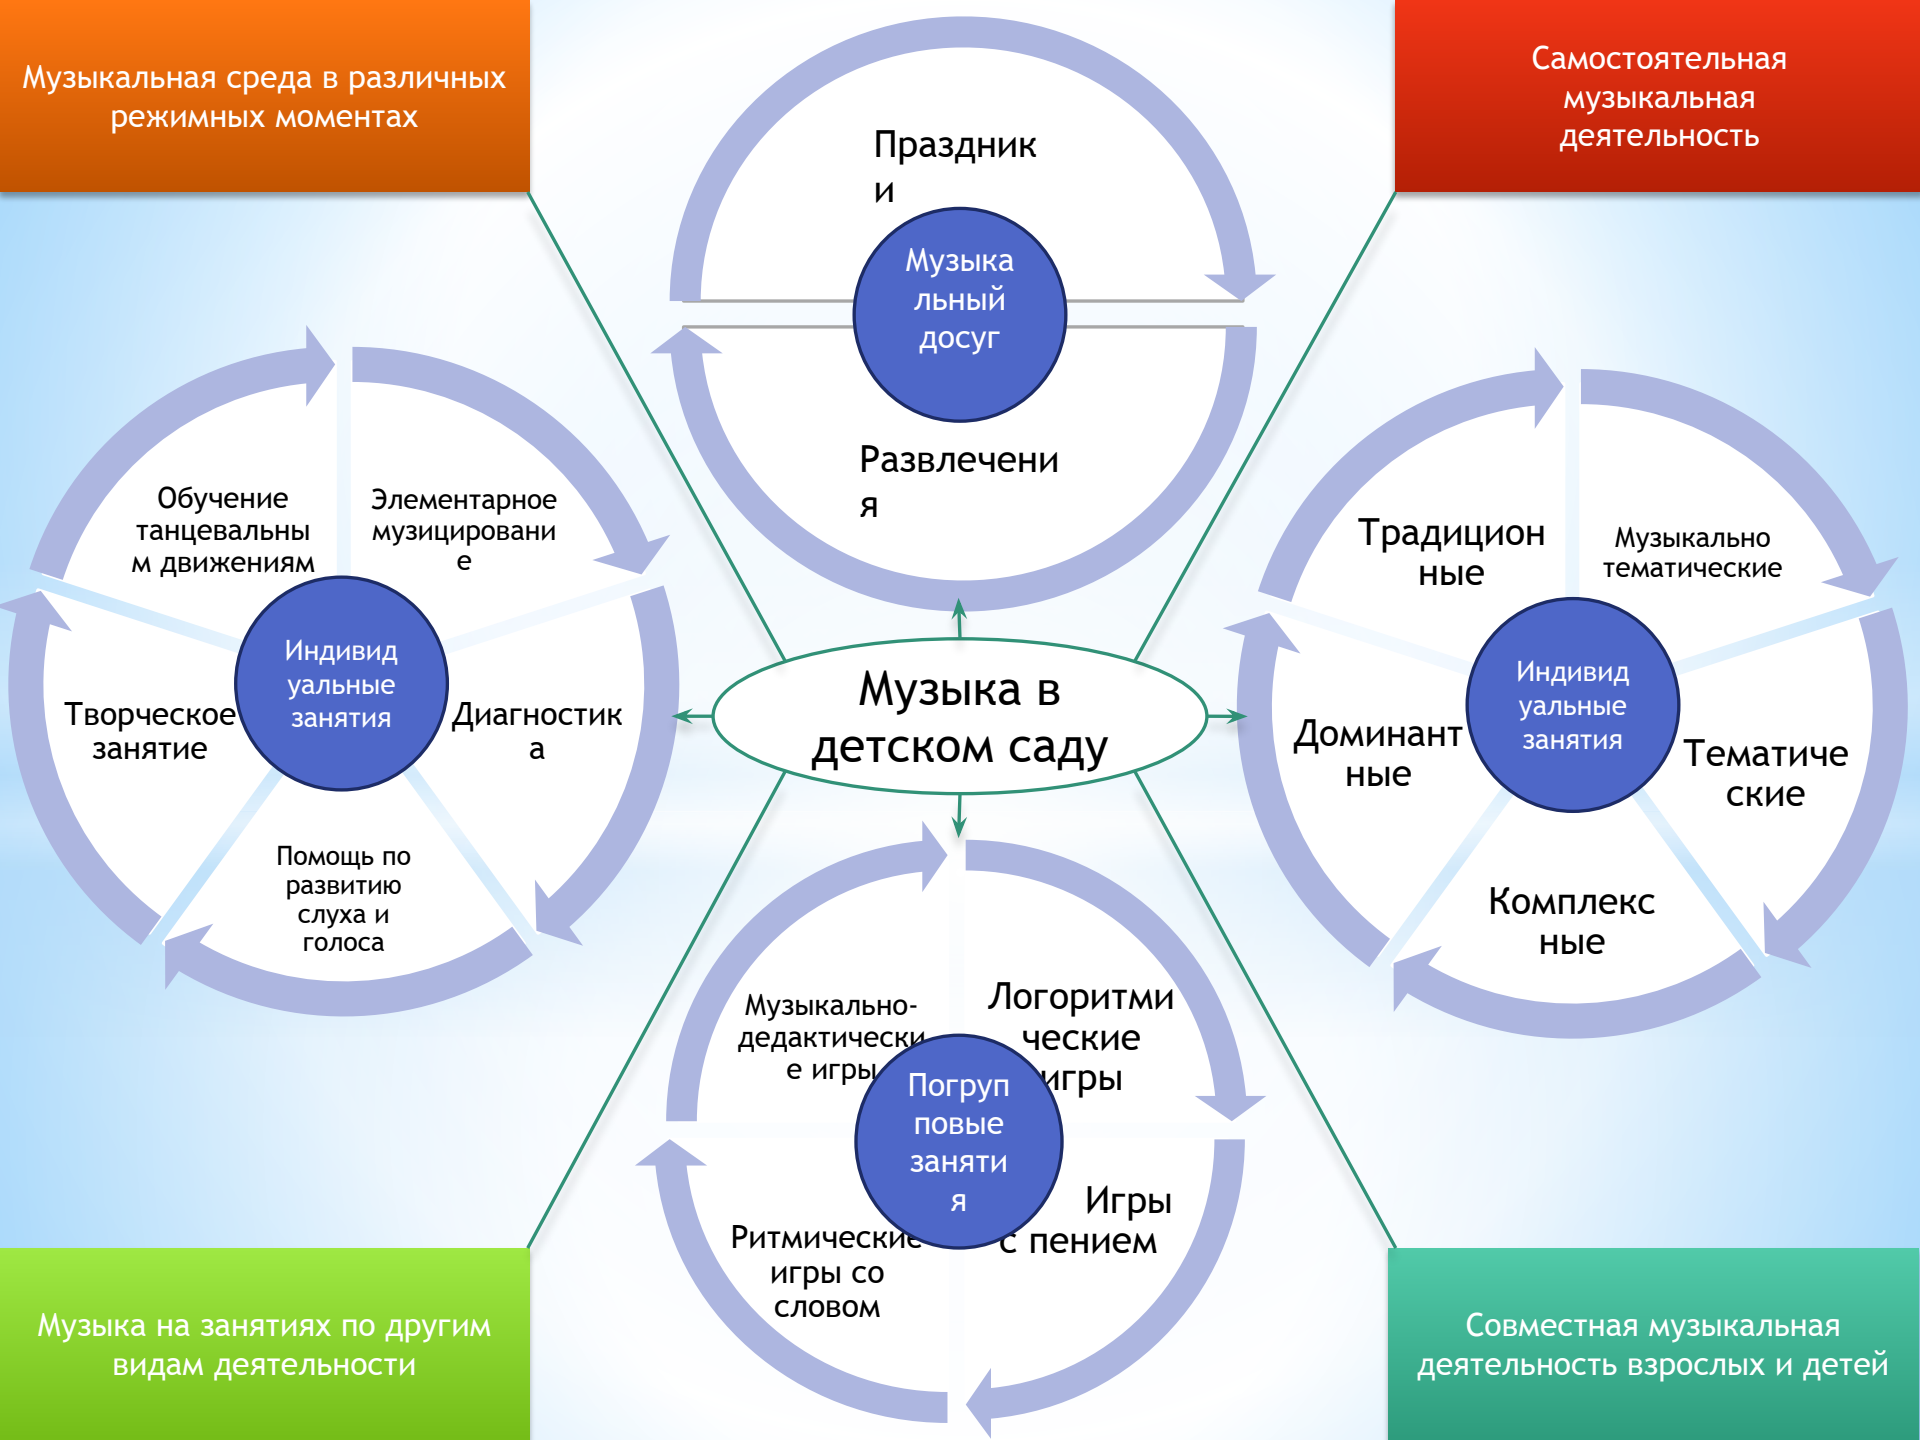 Музыкальная среда в различных
режимных моментах
Самостоятельная
музыкальная
деятельность
Праздник
и
Музыка
льный
досуг
Развлечени
я
Обучение
танцевальны
м движениям
Элементарное
музицировани
е
Индивид
уальные
занятия
Творческое
занятие
Диагностик
а
Помощь по
развитию
слуха и
голоса
Музыка в
детском саду
Традицион
ные
Музыкально
тематические
Индивид
уальные
занятия
Доминант
ные
Тематиче
ские
Комплекс
ные
Музыкально-
дедактически
е игры
Логоритми
ческие
игры
Погруп
повые
заняти
я
Ритмические
игры со
словом
Игры
с пением
Музыка на занятиях по другим
видам деятельности
Совместная музыкальная
деятельность взрослых и детей